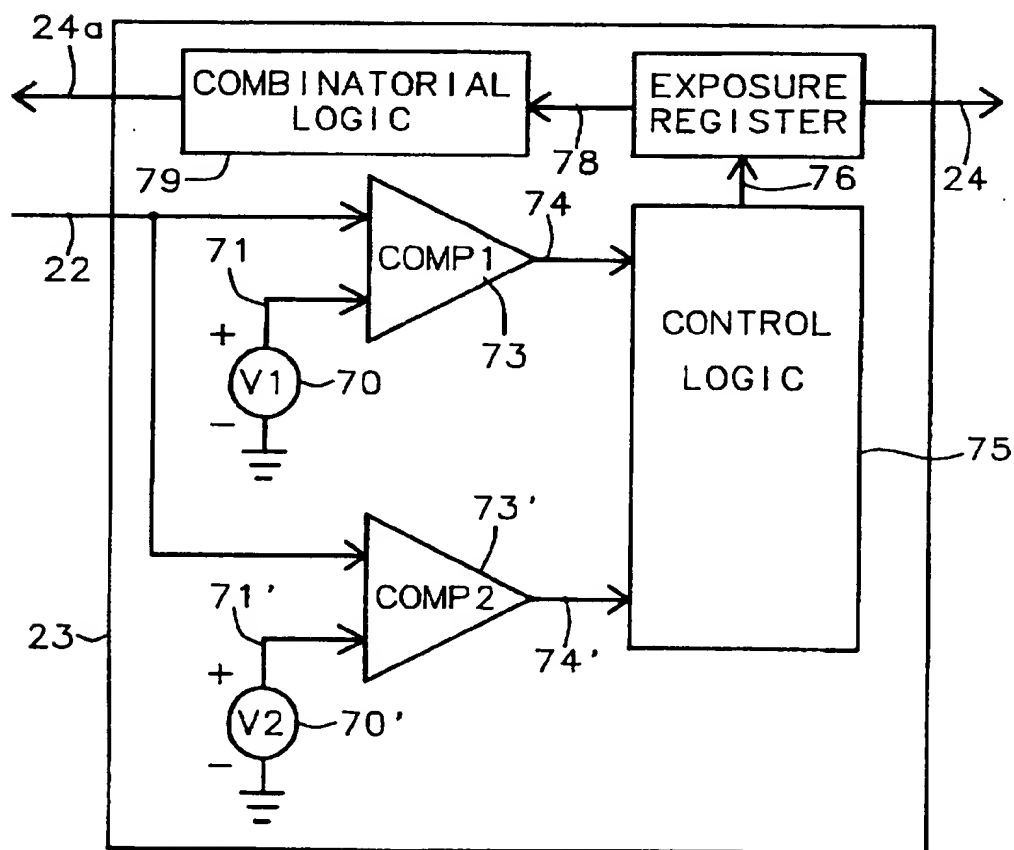 24a
COMBINATORIAL
LOGIC
EXPOSURE
REGISTER
79
78
76
24
22
71
74
COMP1
73
CONTROL
LOGIC
+
V1
70
-
75
73'
COMP2
71'
74'
23
+
V2
70'
-